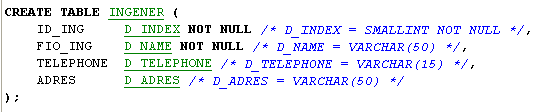 CREATE TABLE INGENER (
ID_ING D_INDEX NOT NULL /* D_INDEX = SMALLINT NOT NULL */,
FIO_ING D_NAME NOT NULL /* D_NAME = VARCHAR(50) */,
TELEPHONE D_TELEPHONE /* D_TELEPHONE = VARCHAR(15) */,
ADRES D_ADRES /* D_ADRES = VARCHAR(50) */
);